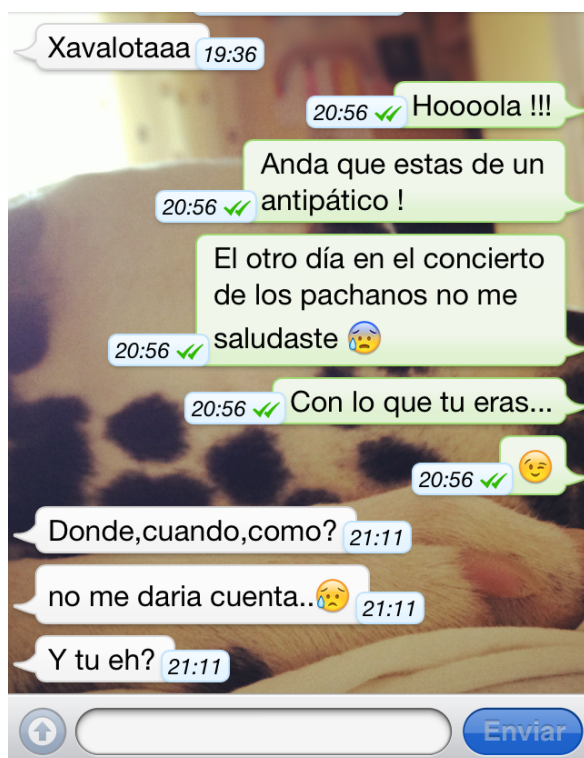 Xavalotaaa 19:36
20:56 Hoooola !!!
Anda que estas de un
20:56 antipático !
El otro día en el concierto
de los pachanos no me
20:56 saludaste 😰
20:56 Con lo que tu eras...
20:56 😉
Donde,cuando,como? 21:11
no me daria cuenta..😥 21:11
Y tu eh? 21:11
Enviar